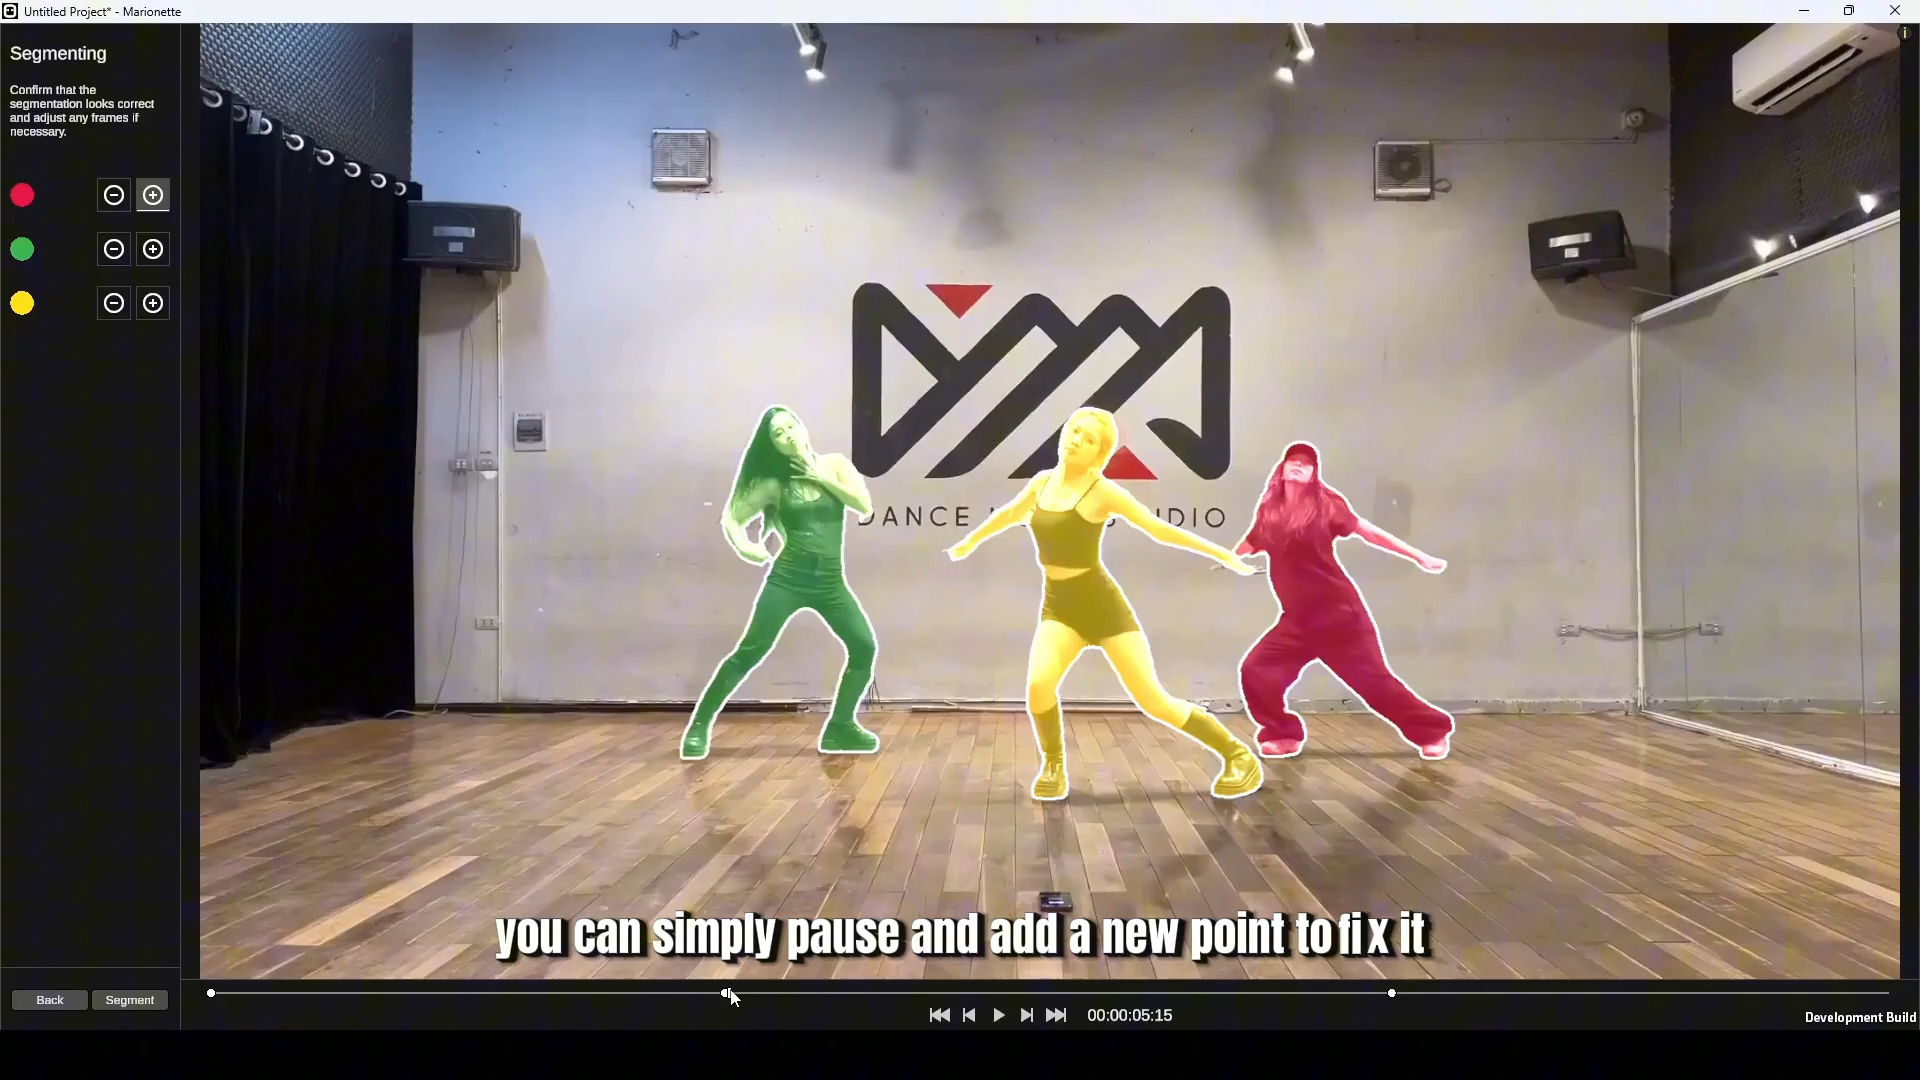 Untitled Project* - Marionette
Segmenting
Confirm that the
segmentation looks correct
and adjust any frames if
necessary.
DANCE
UDIO
you can simply pause and add a new point to fix it
Back
Segment
00:00:05:15
Development Build